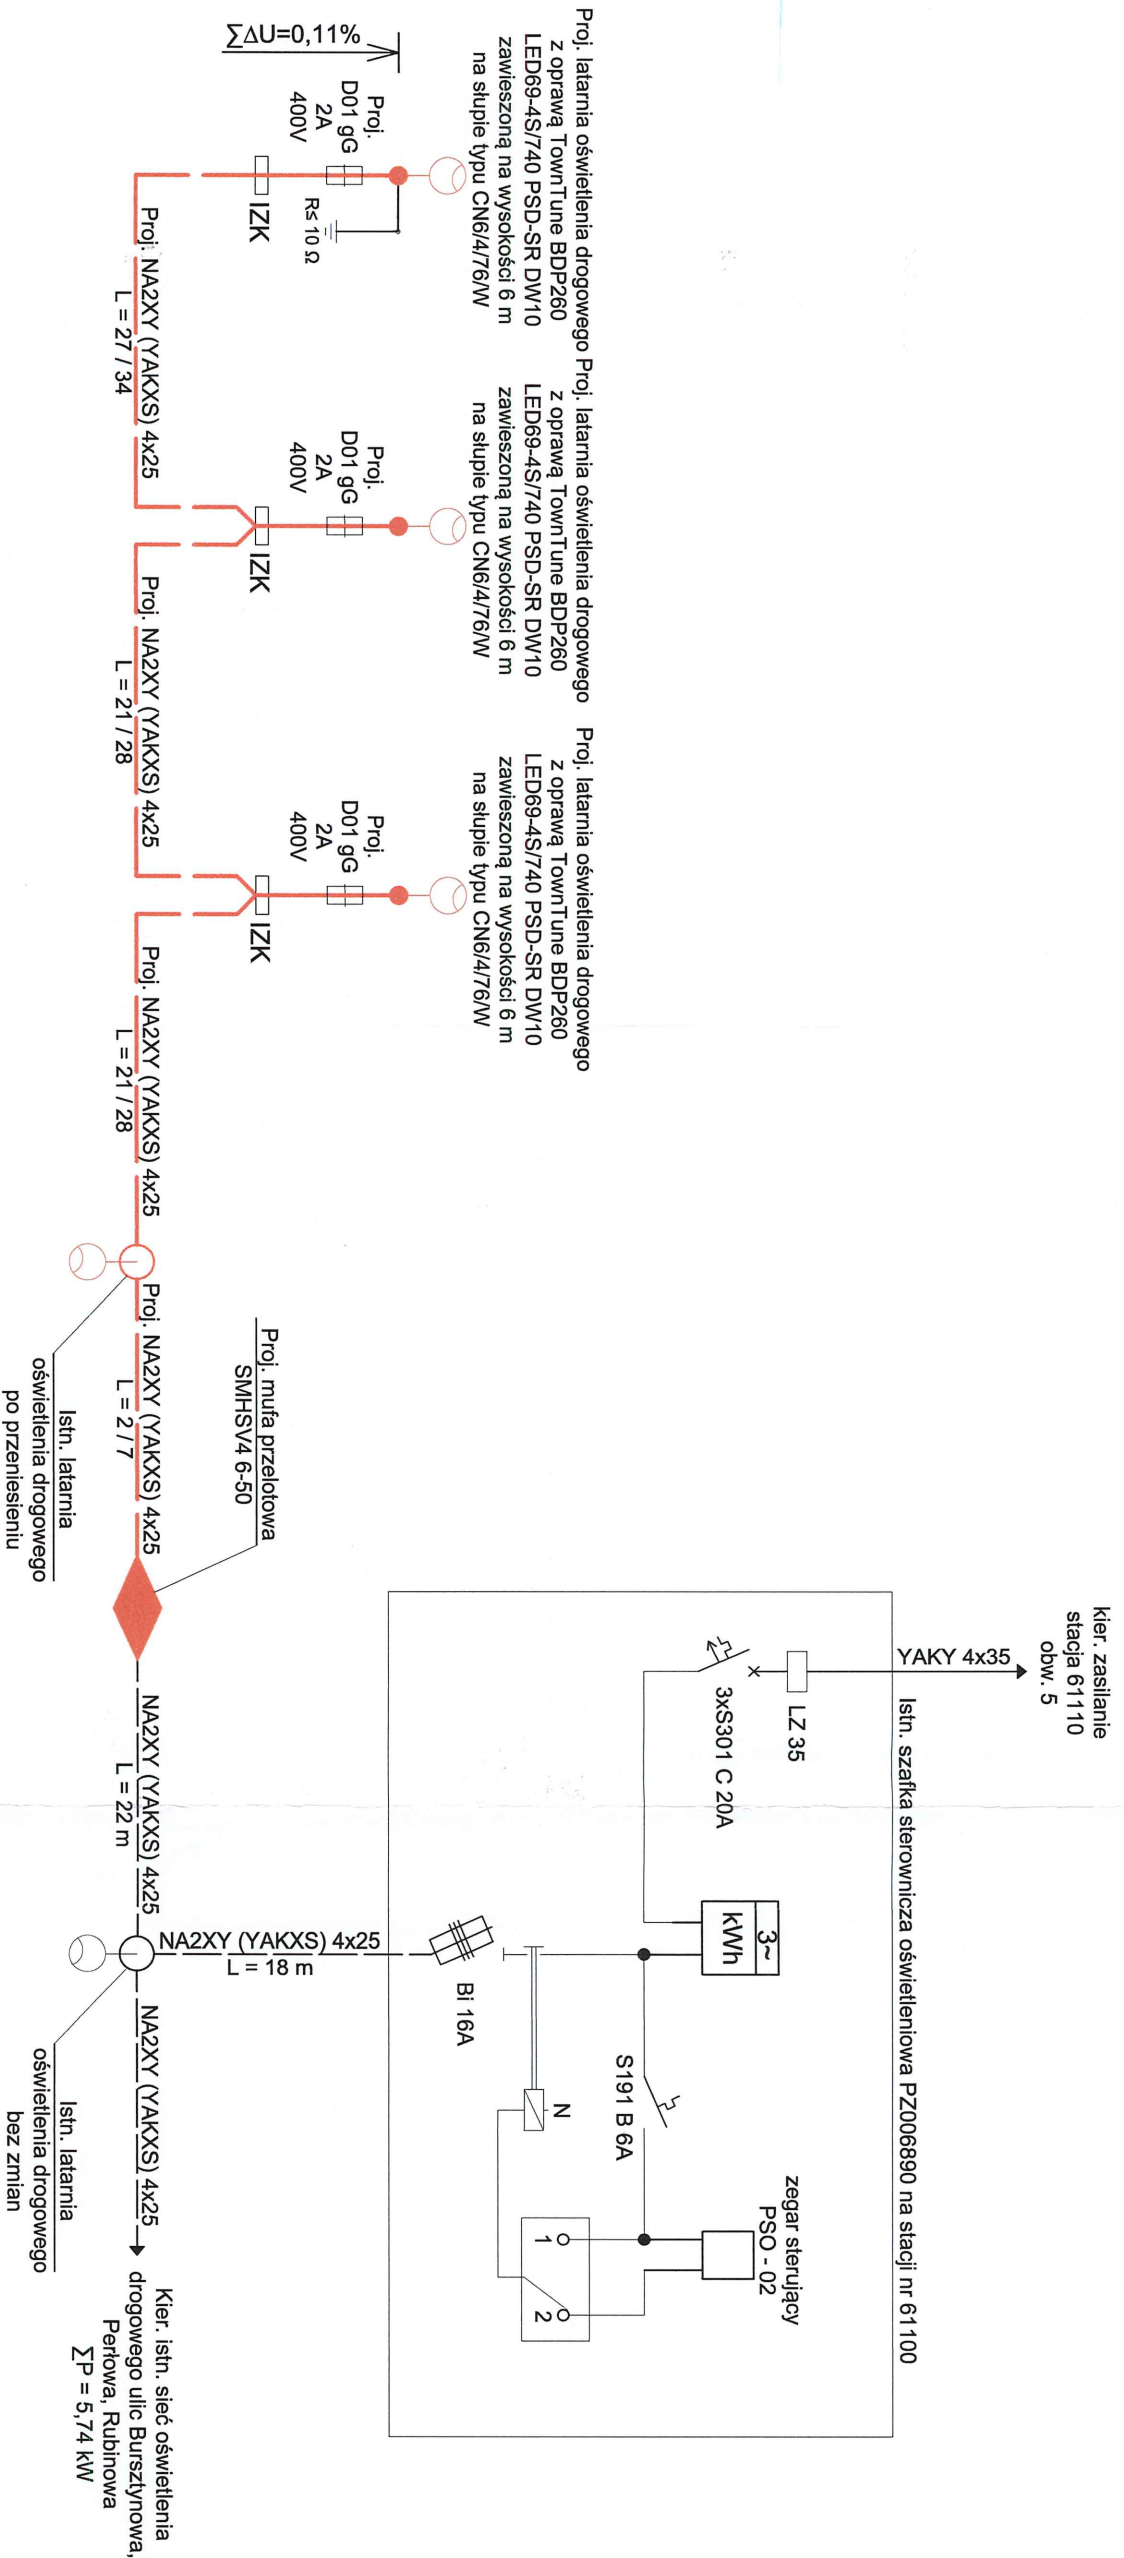 kier. zasilanie
stacja 61110
obw. 5
YAKY 4x35
Istn. szafka sterownicza oświetleniowa PZ006890 na stacji nr 61100
LZ 35
3xS301 C 20A
3~
kWh
S191 B 6A
zegar sterujący
PSO - 02
1
2
N
Bi 16A
Proj. latarnia oświetlenia drogowego
z oprawą TownTune BDP260
LED69-4S/740 PSD-SR DW10
zawieszoną na wysokości 6 m
na słupie typu CN6/4/76/W
Proj. latarnia oświetlenia drogowego
z oprawą TownTune BDP260
LED69-4S/740 PSD-SR DW10
zawieszoną na wysokości 6 m
na słupie typu CN6/4/76/W
Proj. latarnia oświetlenia drogowego
z oprawą TownTune BDP260
LED69-4S/740 PSD-SR DW10
zawieszoną na wysokości 6 m
na słupie typu CN6/4/76/W
∑ΔU=0,11%
Proj.
D01 gG
2A
400V
R≤ 10 Ω
IZK
Proj.
D01 gG
2A
400V
IZK
Proj.
D01 gG
2A
400V
IZK
Proj. mufa przelotowa
SMHSV4 6-50
NA2XY (YAKXS) 4x25
L = 18 m
Proj. NA2XY (YAKXS) 4x25
L = 27 / 34
Proj. NA2XY (YAKXS) 4x25
L = 21 / 28
Proj. NA2XY (YAKXS) 4x25
L = 21 / 28
Proj. NA2XY (YAKXS) 4x25
L = 2 / 7
NA2XY (YAKXS) 4x25
L = 22 m
NA2XY (YAKXS) 4x25
Kier. istn. sieć oświetlenia
drogowego ulic Bursztynowa,
Perłowa, Rubinowa
∑P = 5,74 kW
Istn. latarnia
oświetlenia drogowego
po przeniesieniu
Istn. latarnia
oświetlenia drogowego
bez zmian